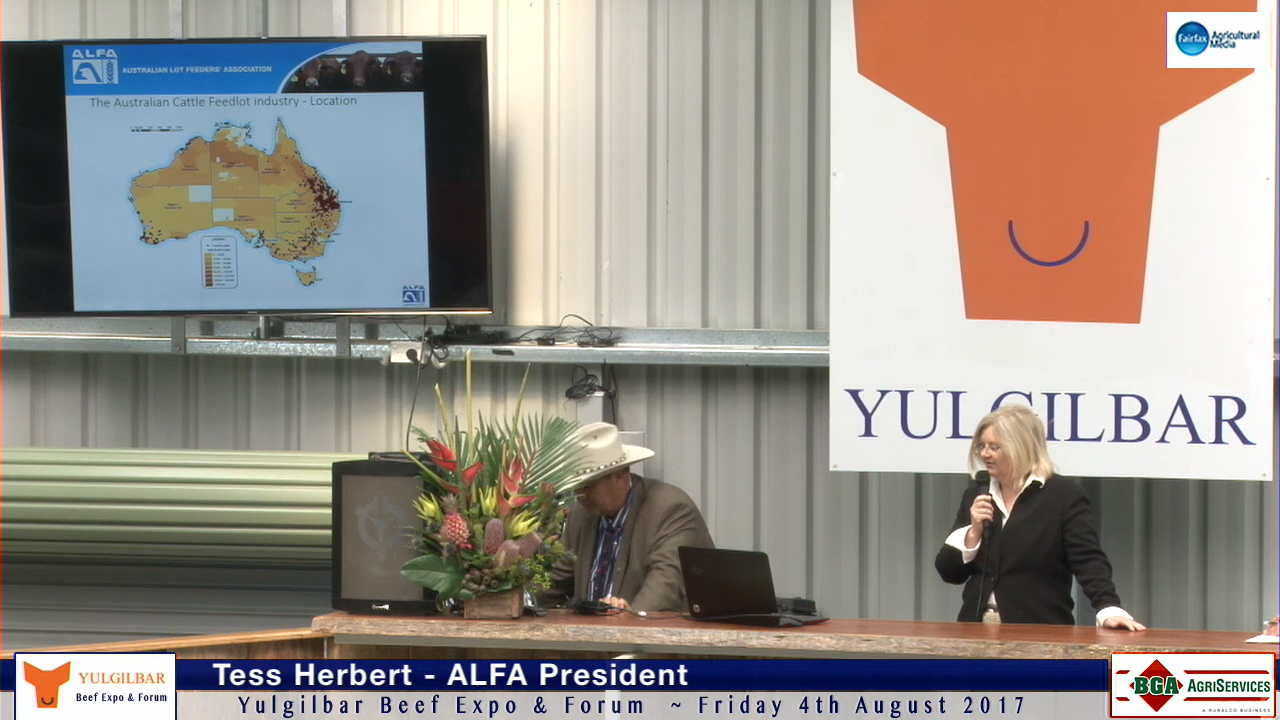 ALFA
AUSTRALIAN LOT FEEDERS' ASSOCIATION
The Australian Cattle Feedlot industry - Location
ALFA
Fairfax Agricultural Media
YULGILBAR
YULGILBAR
Beef Expo & Forum
Tess Herbert - ALFA President
Yulgilbar Beef Expo & Forum ~ Friday 4th August 2017
BGA AGRISERVICES
A RURALCO BUSINESS